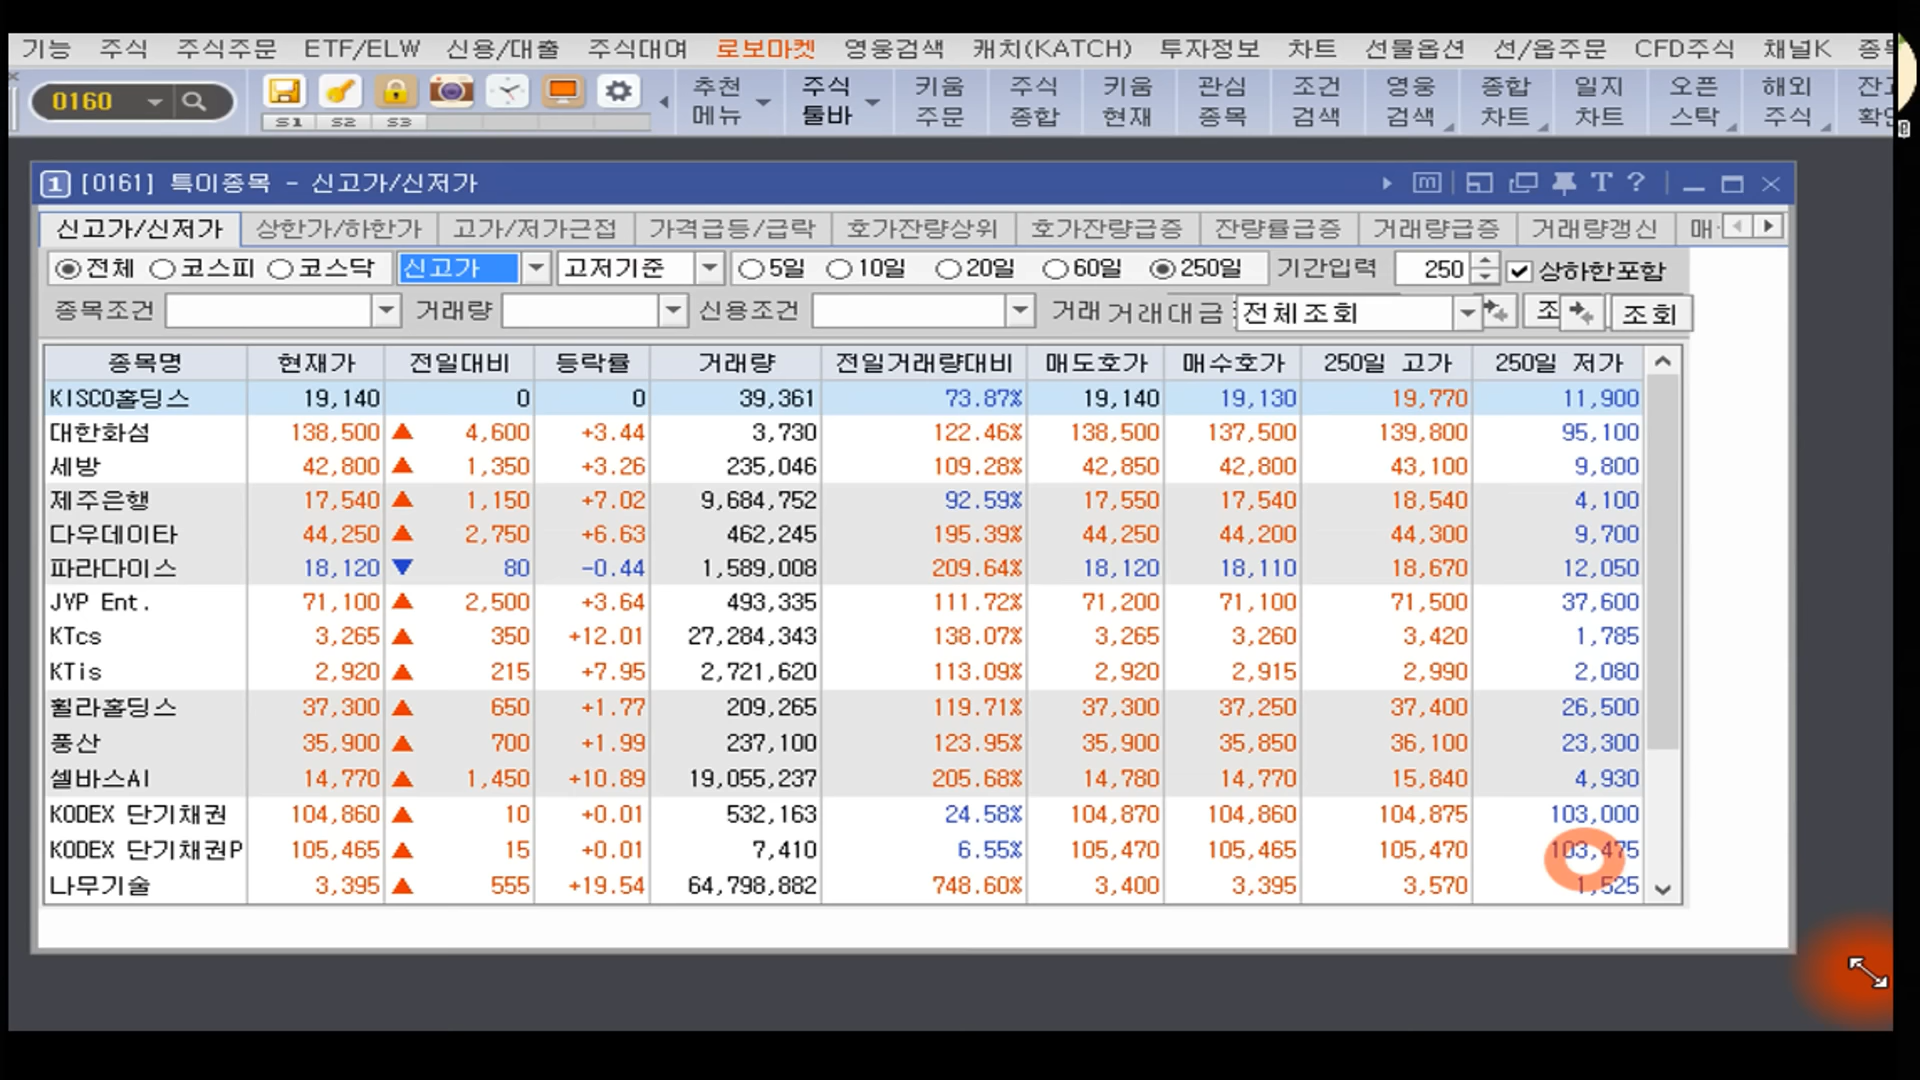 기능 주식 주식주문 ETF/ELW 신용/대출 주식대여 로보마켓 영웅검색 캐치(KATCH) 투자정보 차트 선물옵션 선/옵주문 CFD주식 채널K 종목
0160 추천 주식 키움 주식 키움 관심 조건 영웅 종합 일지 오픈 해외
S1 S2 S3 메뉴 툴바 주문 종합 현재 종목 검색 검색 차트 차트 스탁 주식
1 [0161] 특이종목 - 신고가/신저가
신고가/신저가 상한가/하한가 고가/저가근접 가격급등/급락 호가잔량상위 호가잔량급증 잔량률급증 거래량급증 거래량갱신 매
전체 코스피 코스닥 신고가 고저기준 5일 10일 20일 60일 250일 기간입력 250 상하한포함
종목조건 거래량 신용조건 거래 거래대금 전체조회 조 조회
종목명 현재가 전일대비 등락률 거래량 전일거래량대비 매도호가 매수호가 250일 고가 250일 저가
KISCO홀딩스 19,140 0 0 39,361 73.87% 19,140 19,130 19,770 11,900
대한화섬 138,500 ▲ 4,600 +3.44 3,730 122.46% 138,500 137,500 139,800 95,100
세방 42,800 ▲ 1,350 +3.26 235,046 109.28% 42,850 42,800 43,100 9,800
제주은행 17,540 ▲ 1,150 +7.02 9,684,752 92.59% 17,550 17,540 18,540 4,100
다우데이타 44,250 ▲ 2,750 +6.63 462,245 195.39% 44,250 44,200 44,300 9,700
파라다이스 18,120 ▼ 80 -0.44 1,589,008 209.64% 18,120 18,110 18,670 12,050
JYP Ent. 71,100 ▲ 2,500 +3.64 493,335 111.72% 71,200 71,100 71,500 37,600
KTcs 3,265 ▲ 350 +12.01 27,284,343 138.07% 3,265 3,260 3,420 1,785
KTis 2,920 ▲ 215 +7.95 2,721,620 113.09% 2,920 2,915 2,990 2,080
휠라홀딩스 37,300 ▲ 650 +1.77 209,265 119.71% 37,300 37,250 37,400 26,500
풍산 35,900 ▲ 700 +1.99 237,100 123.95% 35,900 35,850 36,100 23,300
셀바스AI 14,770 ▲ 1,450 +10.89 19,055,237 205.68% 14,780 14,770 15,840 4,930
KODEX 단기채권 104,860 ▲ 10 +0.01 532,163 24.58% 104,870 104,860 104,875 103,000
KODEX 단기채권P 105,465 ▲ 15 +0.01 7,410 6.55% 105,470 105,465 105,470 103,475
나무기술 3,395 ▲ 555 +19.54 64,798,882 748.60% 3,400 3,395 3,570 1,525